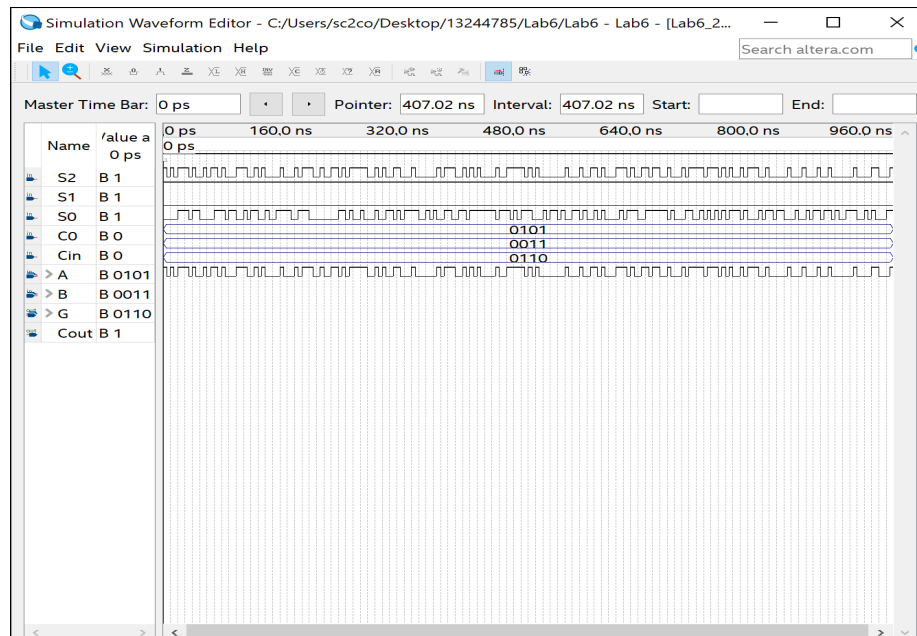 Simulation Waveform Editor - C:/Users/sc2co/Desktop/13244785/Lab6/Lab6 - Lab6 - [Lab6_2...
File Edit View Simulation Help
Search altera.com
Master Time Bar: 0 ps Pointer: 407.02 ns Interval: 407.02 ns Start: End:
Name /alue a 0 ps
0 ps 160,0 ns 320,0 ns 480,0 ns 640,0 ns 800,0 ns 960.0 ns
0 ps
S2 B 1
S1 B 1
S0 B 1
C0 B 0 0101
0011
Cin B 0 0110
> A B 0101
> B B 0011
> G B 0110
Cout B 1